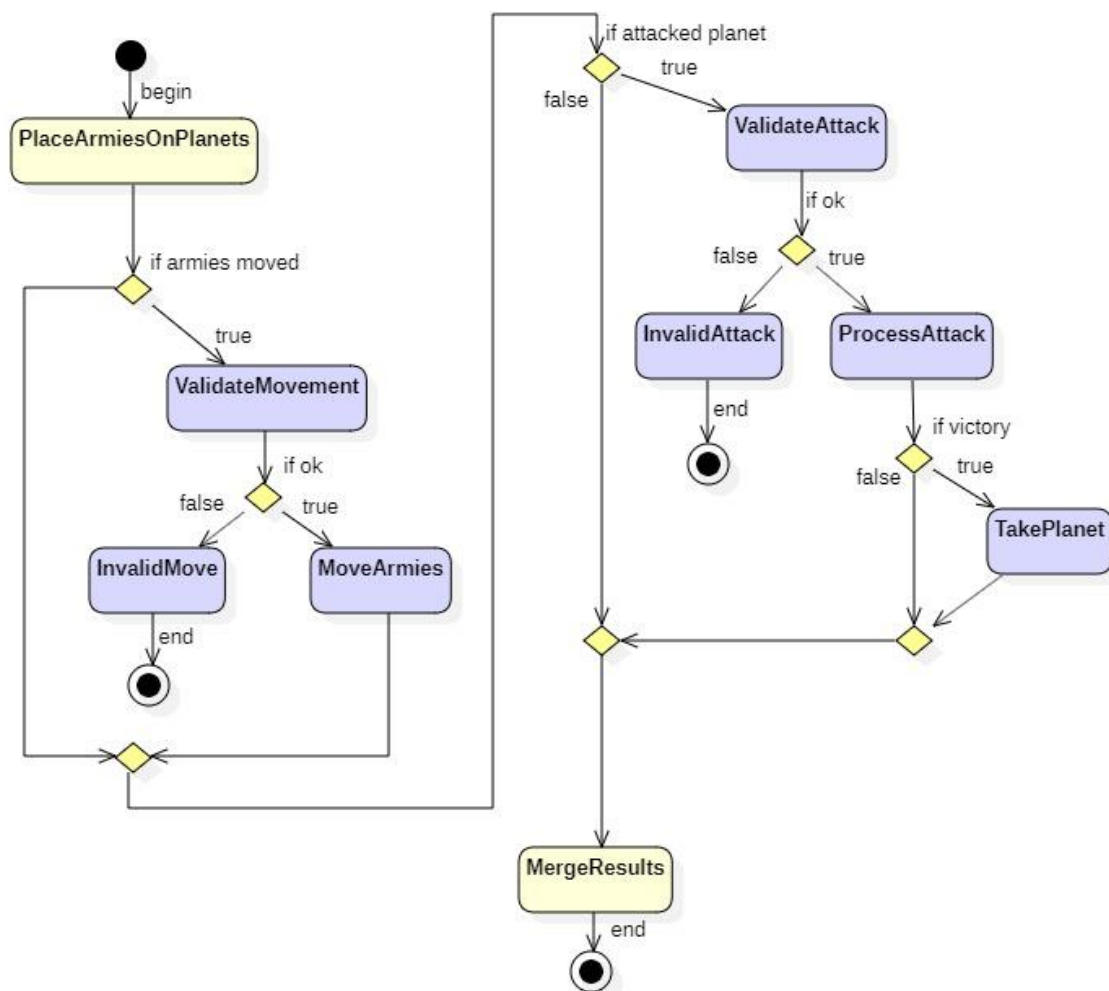 begin
PlaceArmiesOnPlanets
if armies moved
true
ValidateMovement
if ok
false
true
InvalidMove
MoveArmies
end
if attacked planet
true
false
ValidateAttack
if ok
false
true
InvalidAttack
ProcessAttack
end
if victory
false
true
TakePlanet
MergeResults
end